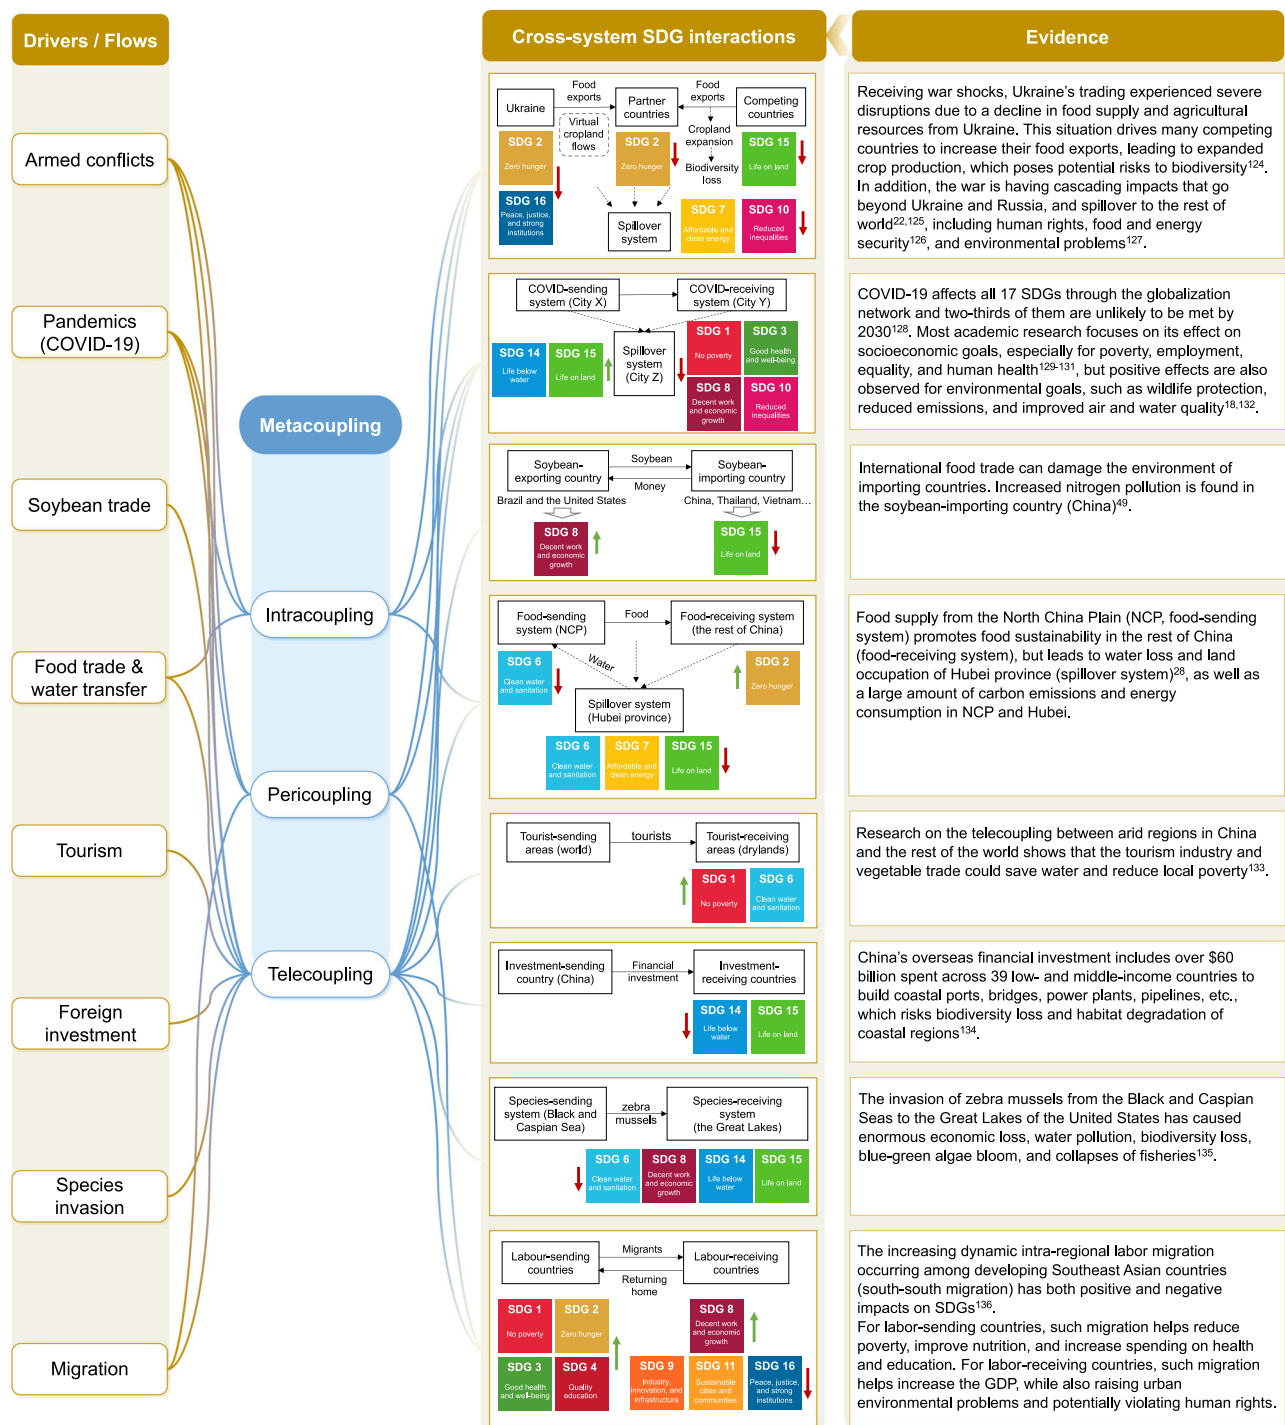 Drivers / Flows
Armed conflicts
Pandemics
(COVID-19)
Soybean trade
Food trade &
water transfer
Tourism
Foreign
investment
Species
invasion
Migration
Metacoupling
Intracoupling
Pericoupling
Telecoupling
Cross-system SDG interactions
Ukraine
Food
exports
Partner
countries
Food
exports
Competing
countries
Virtual
cropland
flows
Cropland
expansion
Biodiversity
loss
SDG 2
Zero hunger
SDG 16
Peace, justice,
and strong
institutions
SDG 2
Zero hunger
SDG 15
Life on land
Spillover
system
SDG 7
Affordable and
clean energy
SDG 10
Reduced
inequalities
COVID-sending
system (City X)
COVID-receiving
system (City Y)
SDG 14
Life below
water
SDG 15
Life on land
Spillover
system
(City Z)
SDG 1
No poverty
SDG 3
Good health
and well-being
SDG 8
Decent work
and economic
growth
SDG 10
Reduced
inequalities
Soybean-
exporting country
Soybean
Money
Soybean-
importing country
Brazil and the United States
China, Thailand, Vietnam…
SDG 8
Decent work
and economic
growth
SDG 15
Life on land
Food-sending
system (NCP)
Food
Food-receiving system
(the rest of China)
Water
SDG 6
Clean water
and sanitation
SDG 2
Zero hunger
Spillover system
(Hubei province)
SDG 6
Clean water
and sanitation
SDG 7
Affordable and
clean energy
SDG 15
Life on land
Tourist-sending
areas (world)
tourists
Tourist-receiving
areas (drylands)
SDG 1
No poverty
SDG 6
Clean water
and sanitation
Investment-sending
country (China)
Financial
investment
Investment-
receiving countries
SDG 14
Life below
water
SDG 15
Life on land
Species-sending
system (Black and
Caspian Sea)
zebra
mussels
Species-receiving
system
(the Great Lakes)
SDG 6
Clean water
and sanitation
SDG 8
Decent work
and economic
growth
SDG 14
Life below
water
SDG 15
Life on land
Labour-sending
countries
Migrants
Returning
home
Labour-receiving
countries
SDG 1
No poverty
SDG 2
Zero hunger
SDG 3
Good health
and well-being
SDG 4
Quality
education
SDG 8
Decent work
and economic
growth
SDG 9
Industry,
innovation, and
infrastructure
SDG 11
Sustainable
cities and
communities
SDG 16
Peace, justice,
and strong
institutions
Evidence
Receiving war shocks, Ukraine's trading experienced severe
disruptions due to a decline in food supply and agricultural
resources from Ukraine. This situation drives many competing
countries to increase their food exports, leading to expanded
crop production, which poses potential risks to biodiversity124.
In addition, the war is having cascading impacts that go
beyond Ukraine and Russia, and spillover to the rest of
world22,125, including human rights, food and energy
security126, and environmental problems127.
COVID-19 affects all 17 SDGs through the globalization
network and two-thirds of them are unlikely to be met by
2030128. Most academic research focuses on its effect on
socioeconomic goals, especially for poverty, employment,
equality, and human health129-131, but positive effects are also
observed for environmental goals, such as wildlife protection,
reduced emissions, and improved air and water quality18,132.
International food trade can damage the environment of
importing countries. Increased nitrogen pollution is found in
the soybean-importing country (China)49.
Food supply from the North China Plain (NCP, food-sending
system) promotes food sustainability in the rest of China
(food-receiving system), but leads to water loss and land
occupation of Hubei province (spillover system)28, as well as
a large amount of carbon emissions and energy
consumption in NCP and Hubei.
Research on the telecoupling between arid regions in China
and the rest of the world shows that the tourism industry and
vegetable trade could save water and reduce local poverty133.
China's overseas financial investment includes over $60
billion spent across 39 low- and middle-income countries to
build coastal ports, bridges, power plants, pipelines, etc.,
which risks biodiversity loss and habitat degradation of
coastal regions134.
The invasion of zebra mussels from the Black and Caspian
Seas to the Great Lakes of the United States has caused
enormous economic loss, water pollution, biodiversity loss,
blue-green algae bloom, and collapses of fisheries135.
The increasing dynamic intra-regional labor migration
occurring among developing Southeast Asian countries
(south-south migration) has both positive and negative
impacts on SDGs136.
For labor-sending countries, such migration helps reduce
poverty, improve nutrition, and increase spending on health
and education. For labor-receiving countries, such migration
helps increase the GDP, while also raising urban
environmental problems and potentially violating human rights.